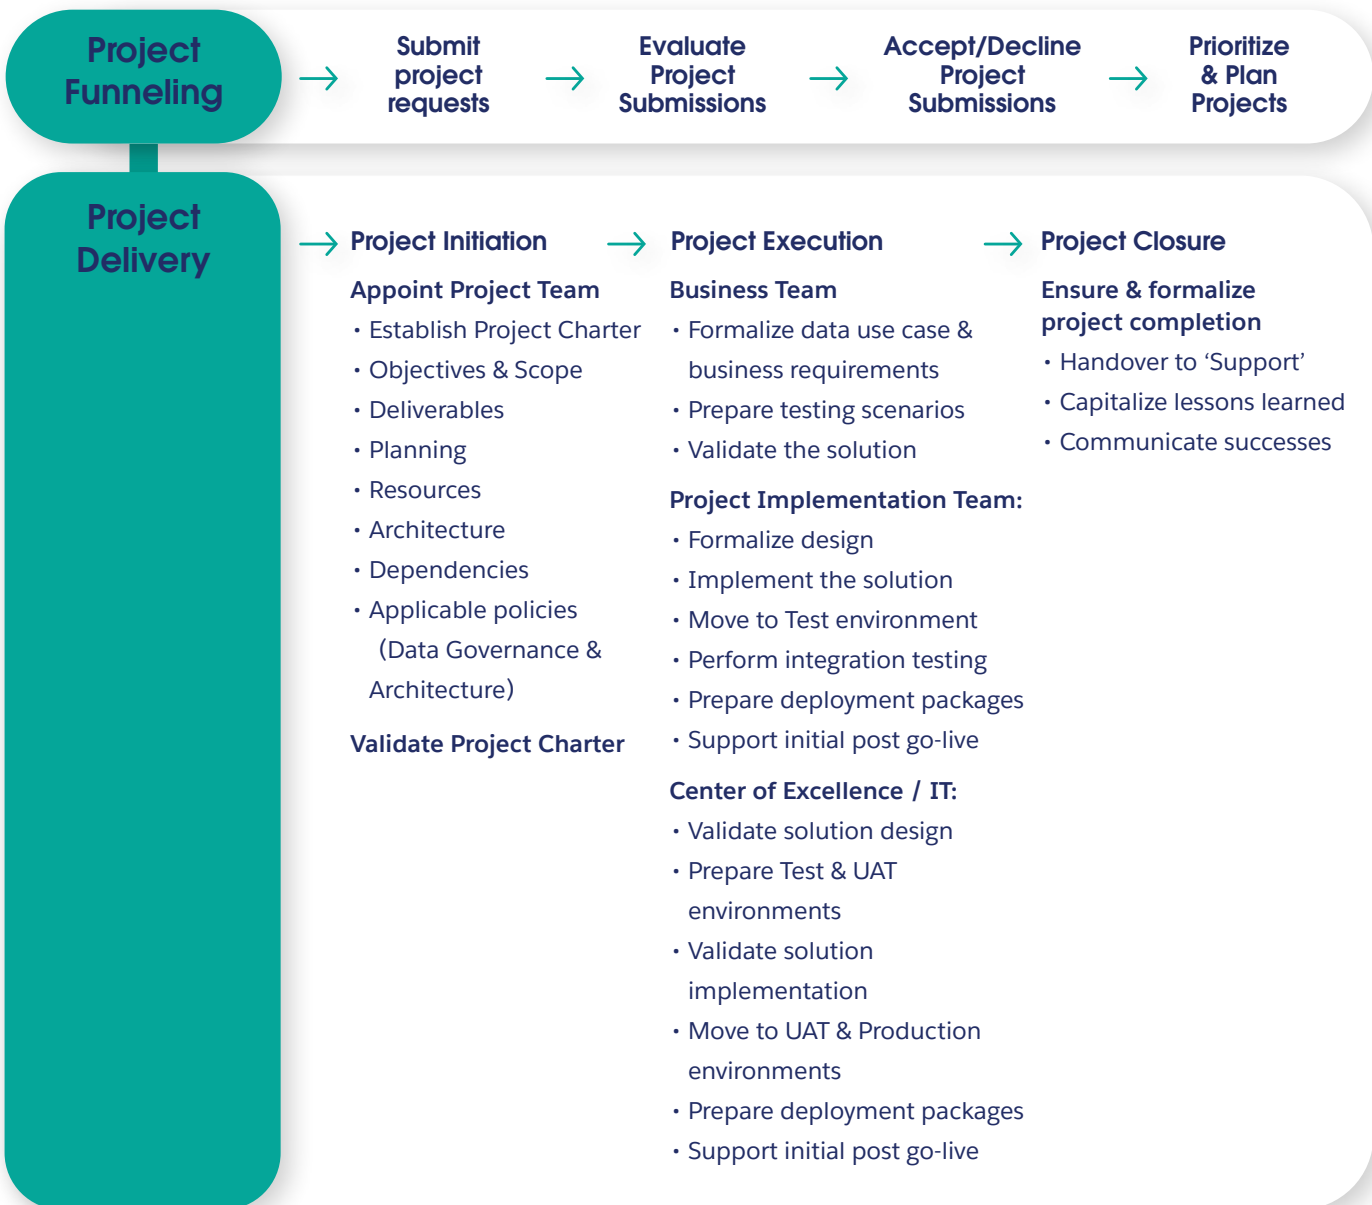 Project
Funneling
Submit
project
requests
Evaluate
Project
Submissions
Accept/Decline
Project
Submissions
Prioritize
& Plan
Projects
Project
Delivery
Project Initiation
Appoint Project Team
• Establish Project Charter
• Objectives & Scope
• Deliverables
• Planning
• Resources
• Architecture
• Dependencies
• Applicable policies
(Data Governance &
Architecture)
Validate Project Charter
Project Execution
Business Team
• Formalize data use case &
business requirements
• Prepare testing scenarios
• Validate the solution
Project Implementation Team:
• Formalize design
• Implement the solution
• Move to Test environment
• Perform integration testing
• Prepare deployment packages
• Support initial post go-live
Center of Excellence / IT:
• Validate solution design
• Prepare Test & UAT
environments
• Validate solution
implementation
• Move to UAT & Production
environments
• Prepare deployment packages
• Support initial post go-live
Project Closure
Ensure & formalize
project completion
• Handover to ‘Support’
• Capitalize lessons learned
• Communicate successes